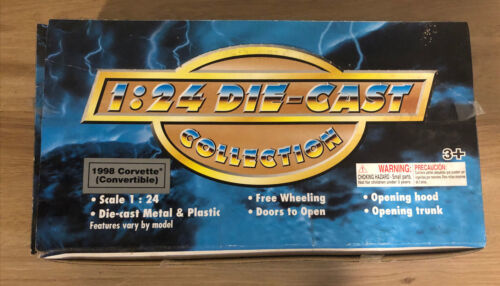 1:24 DIE-CAST
COLLECTION
3+
1998 Corvette®
(Convertible)
WARNING:
CHOKING HAZARD - Small parts.
Not for children under 3 years.
PRECAUCIÓN:
• Scale 1 : 24
• Die-cast Metal & Plastic
Features vary by model
• Free Wheeling
• Doors to Open
• Opening hood
• Opening trunk